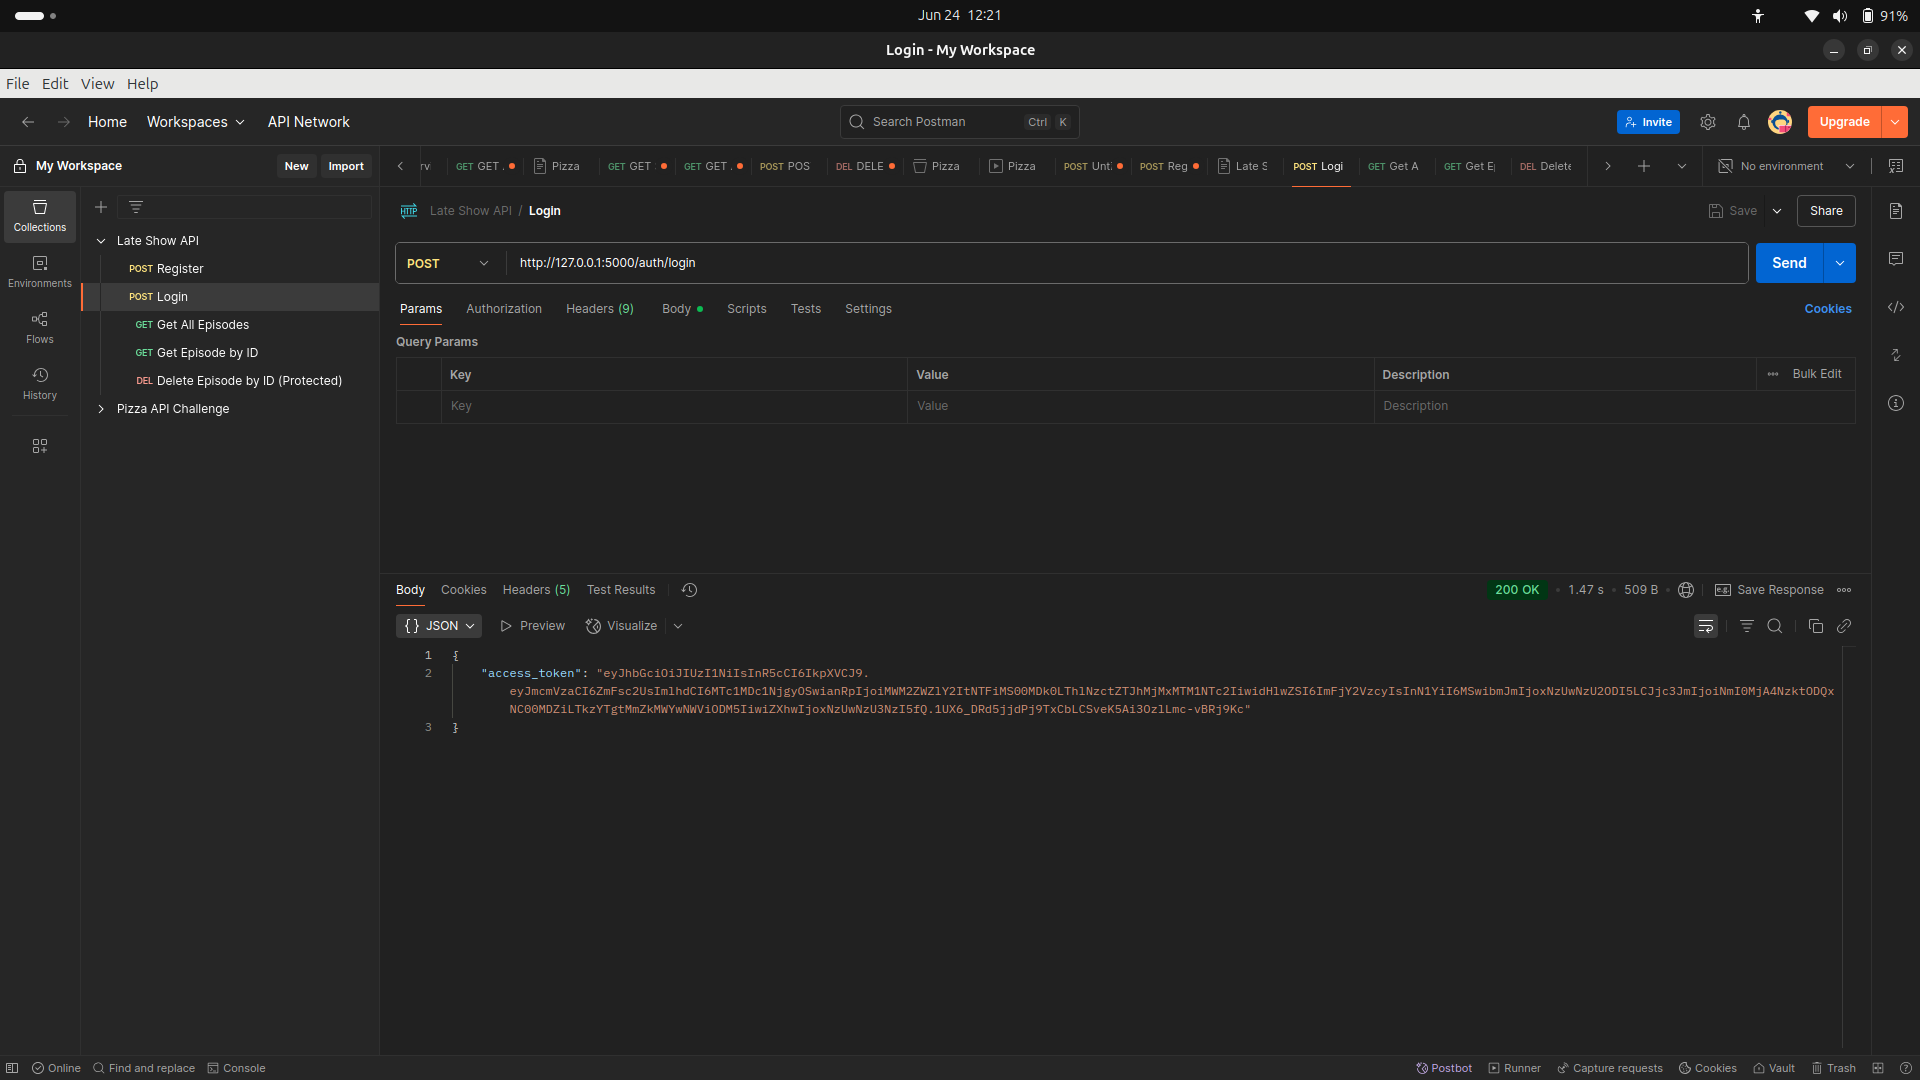 Jun 24 12:21
91%
Login - My Workspace
File Edit View Help
Home Workspaces API Network
Search Postman Ctrl K
Invite
Upgrade
My Workspace New Import
GET GET .
Pizza
GET GET
GET GET .
POST POS
DEL DELE
Pizza
Pizza
POST Unt
POST Reg
Late S
POST Logi
GET Get A
GET Get E
DEL Delete
No environment
Collections
Environments
Flows
History
Late Show API
POST Register
POST Login
GET Get All Episodes
GET Get Episode by ID
DEL Delete Episode by ID (Protected)
Pizza API Challenge
HTTP Late Show API / Login
Save Share
POST http://127.0.0.1:5000/auth/login
Send
Params Authorization Headers (9) Body Scripts Tests Settings
Cookies
Query Params
Key Value Description Bulk Edit
Key Value Description
Body Cookies Headers (5) Test Results
200 OK • 1.47 s • 509 B
e.g. Save Response
{} JSON Preview Visualize
1 {
2 "access_token": "eyJhbGciOiJIUzI1NiIsInR5cCI6IkpXVCJ9.
eyJmcmVzaCI6ZmFsc2UsImlhdCI6MTc1MDc1NjgyOSwianRpIjoiMWM2ZWZlY2ItNTFiMS00MDk0LThlNzctZTJhMjMxMTM1NTc2IiwidHlwZSI6ImFjY2VzcyIsInN1YiI6MSwibmJmIjoxNzUwNzU2ODI5LCJjc3JmIjoiNmI0MjA4NzktODQx
NC00MDZiLTkzYTgtMmZkMWYwNWViODM5IiwiZXhwIjoxNzUwNzU3NzI5fQ.1UX6_DRd5jjdPj9TxCbLCSveK5Ai3OzlLmc-vBRj9Kc"
3 }
Online Find and replace Console
Postbot Runner Capture requests Cookies Vault Trash